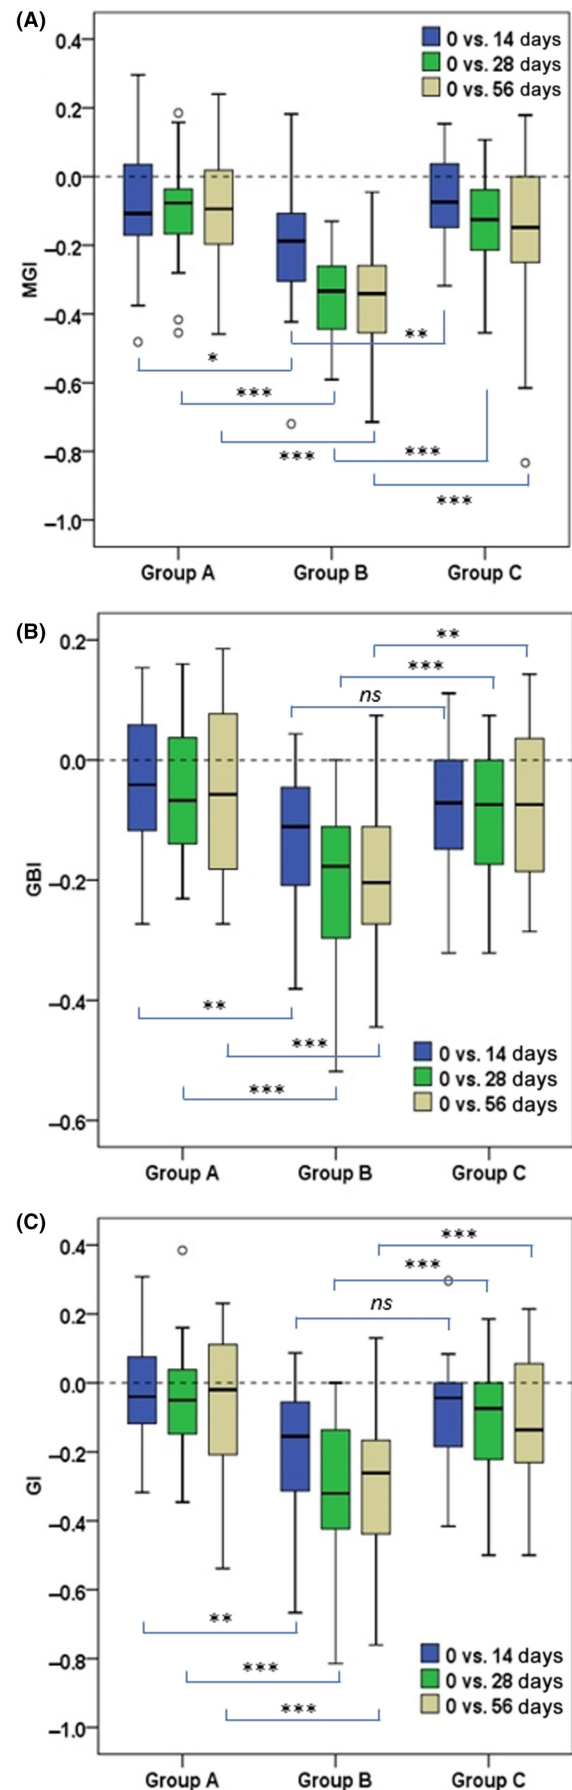 (A)
0.4
0 vs. 14 days
0 vs. 28 days
0 vs. 56 days
0.2
0.0
–0.2
MGI
–0.4
**
*
–0.6
***
***
***
–0.8
***
–1.0
Group A Group B Group C
(B)
0.2
**
***
ns
0.0
–0.2
GBI
–0.4
**
***
0 vs. 14 days
0 vs. 28 days
0 vs. 56 days
***
–0.6
Group A Group B Group C
(C)
0.4
***
***
0.2
ns
0.0
–0.2
GI
–0.4
–0.6
**
0 vs. 14 days
0 vs. 28 days
0 vs. 56 days
–0.8
***
***
–1.0
Group A Group B Group C